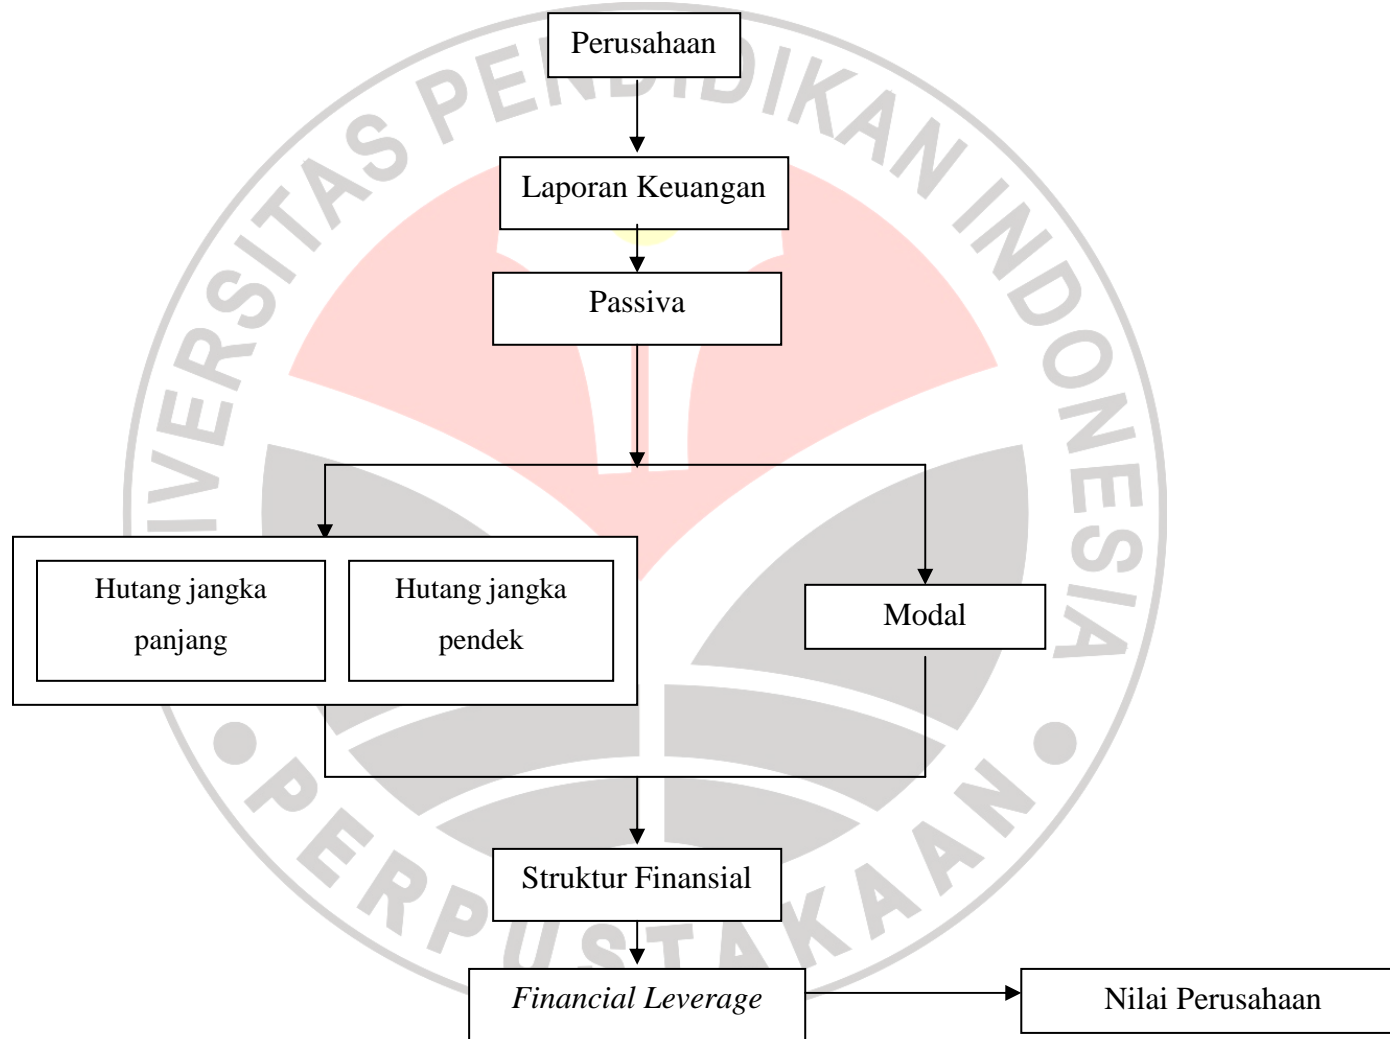 Perusahaan
Laporan Keuangan
Passiva
Hutang jangka
panjang
Hutang jangka
pendek
Modal
Struktur Finansial
Financial Leverage
Nilai Perusahaan
IVERSITAS PENDIDIKAN INDONESIA
PERPUSTAKAAN